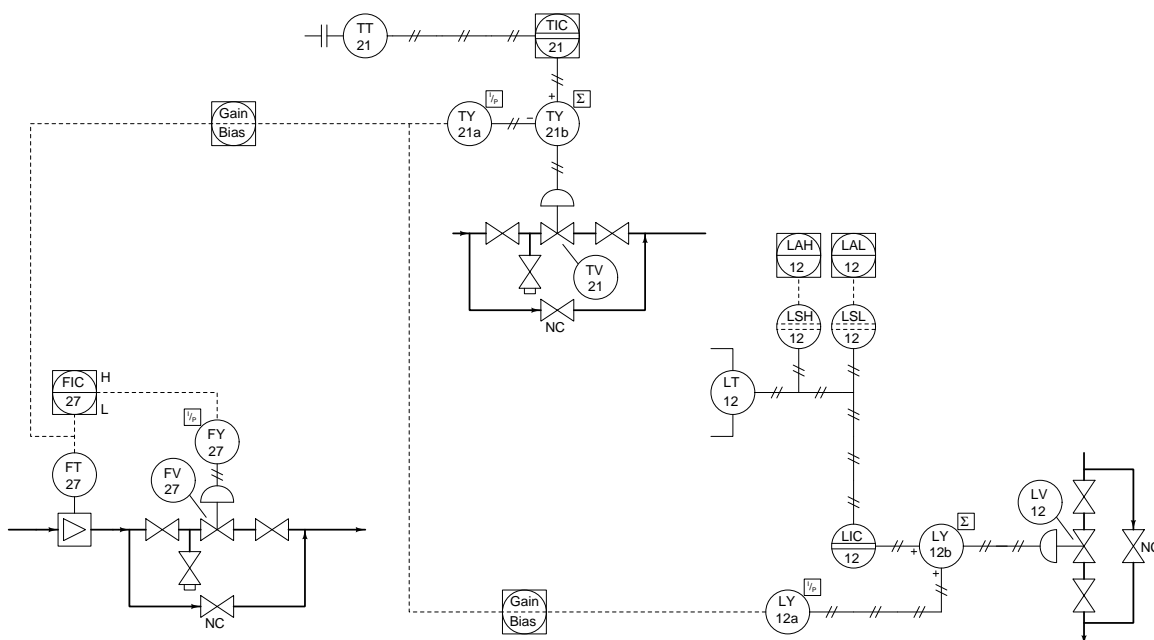 TT
21
TIC
21
I/P
Σ
Gain
Bias
TY
21a
+
−
TY
21b
TV
21
NC
LAH
12
LAL
12
LSH
12
LSL
12
LT
12
FIC
27
H
L
I/P
FY
27
FT
27
FV
27
NC
LV
12
NC
LIC
12
Σ
LY
12b
+
+
I/P
Gain
Bias
LY
12a